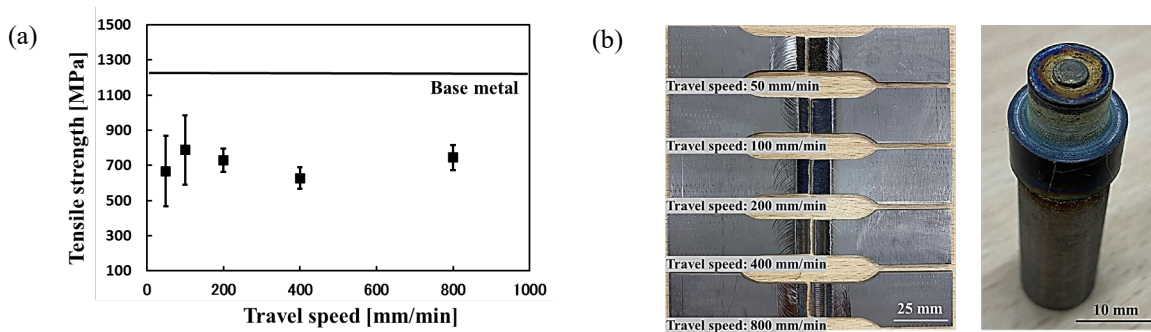 (a)
Tensile strength [MPa]
1500
1300
1100
900
700
500
300
100
Base metal
0
200
400
600
800
1000
Travel speed [mm/min]
(b)
Travel speed: 50 mm/min
Travel speed: 100 mm/min
Travel speed: 200 mm/min
Travel speed: 400 mm/min
Travel speed: 800 mm/min
25 mm
10 mm